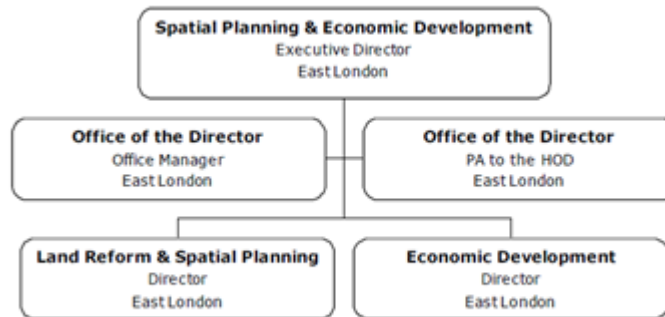 Spatial Planning & Economic Development
Executive Director
East London
Office of the Director
Office Manager
East London
Office of the Director
PA to the HOD
East London
Land Reform & Spatial Planning
Director
East London
Economic Development
Director
East London